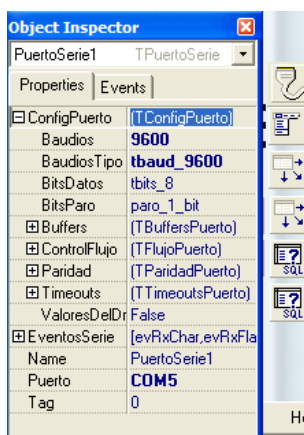 Object Inspector
PuertoSerie1 TPuertoSerie
Properties Events
ConfigPuerto (TConfigPuerto)
Baudios 9600
BaudiosTipo tbaud_9600
BitsDatos tbits_8
BitsParo paro_1_bit
Buffers (TBuffersPuerto)
ControlFlujo (TFlujoPuerto)
Paridad (TParidadPuerto)
Timeouts (TTimeoutsPuerto)
ValoresDelDr False
EventosSerie [evRxChar,evRxFla
Name PuertoSerie1
Puerto COM5
Tag 0
SQL
SQL